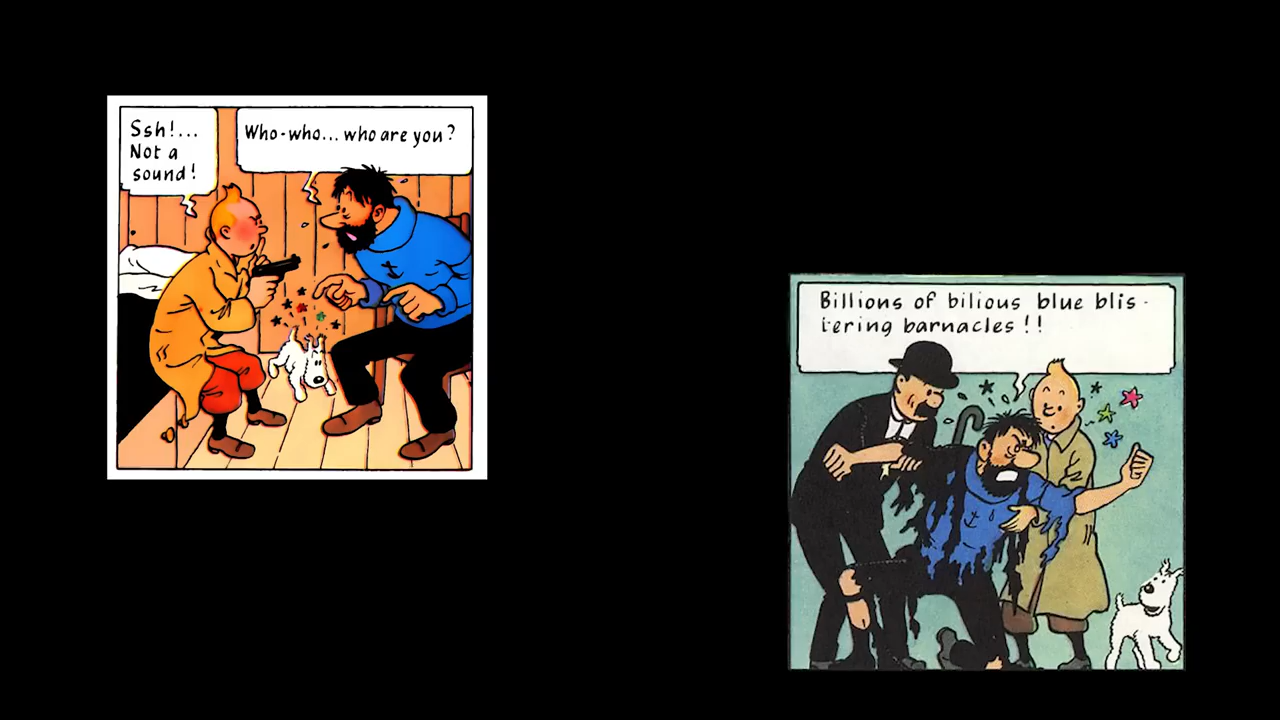 Ssh!...
Not a
sound!
Who-who... who are you?
Billions of bilious blue blis-
tering barnacles!!